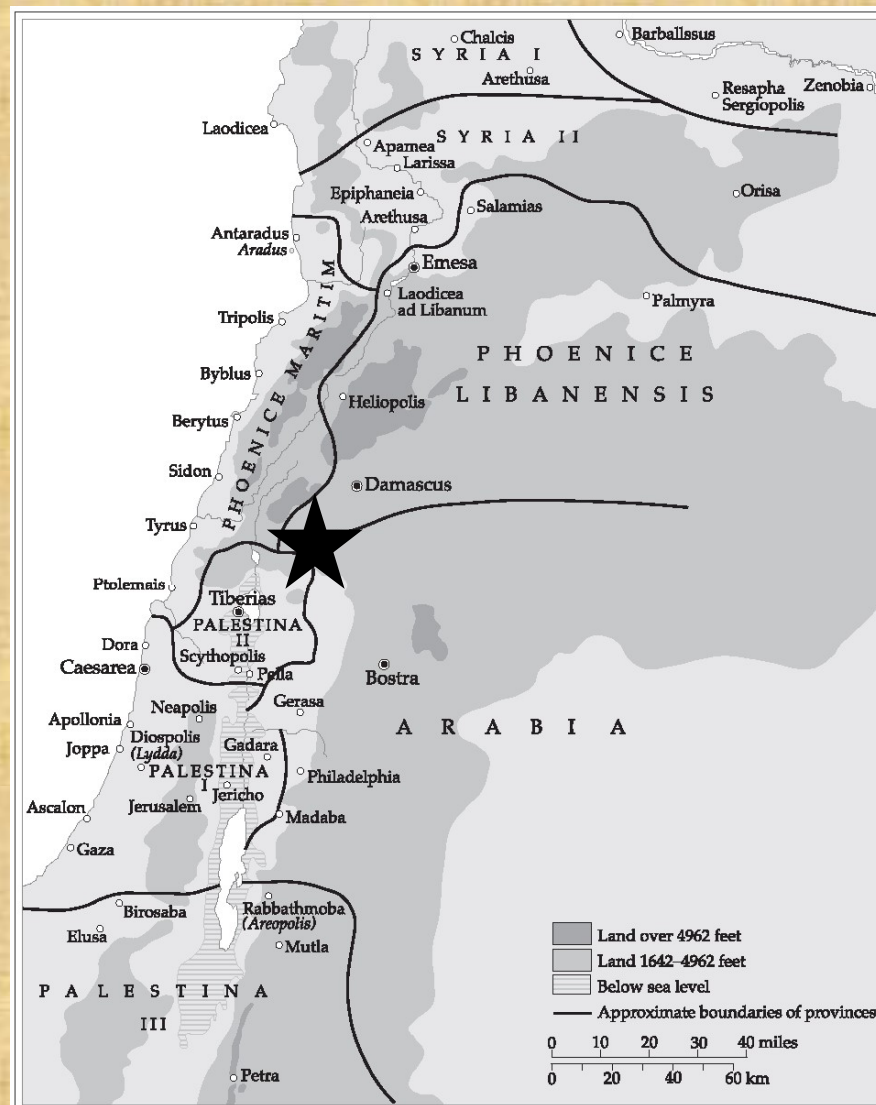 Chalcis
Barballssus
SYRIA I
Arethusa
Resapha
Sergiopolis
Zenobia
Laodicea
SYRIA II
Apamea
Larissa
Epiphaneia
Orisa
Salamias
Arethusa
Antaradus
Aradus
Emesa
Laodicea
ad Libanum
Palmyra
PHOENICE MARITIM
Tripolis
PHOENICE
LIBANENSIS
Byblus
Heliopolis
Berytus
Sidon
Damascus
Tyrus
Ptolemais
Tiberias
PALESTINA
II
Dora
Scythopolis
Caesarea
Pella
Bostra
Neapolis
Gerasa
Apollonia
ARABIA
Diospolis
(Lydda)
Joppa
Gadara
PALESTINA
I
Philadelphia
Jericho
Jerusalem
Ascalon
Madaba
Gaza
Birosaba
Rabbathmoba
(Areopolis)
Elusa
Mutla
PALESTINA
III
Petra
Land over 4962 feet
Land 1642–4962 feet
Below sea level
Approximate boundaries of provinces
0 10 20 30 40 miles
0 20 40 60 km